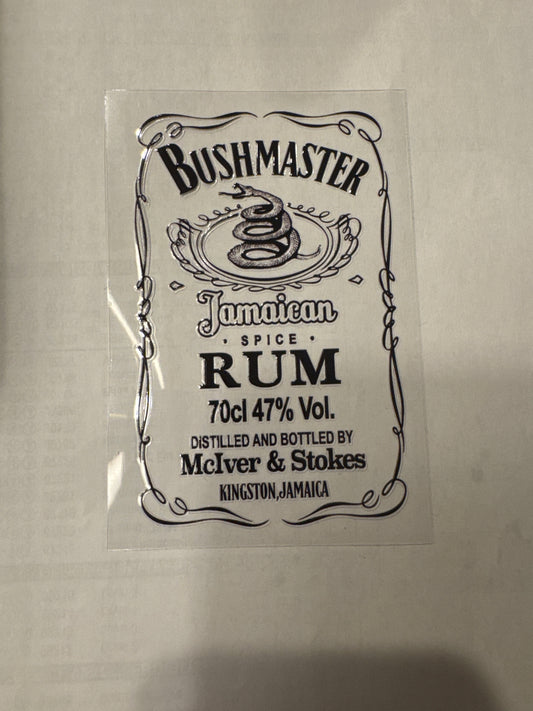 BUSHMASTER
Jamaican
• SPICE •
RUM
70cl 47% Vol.
DiSTILLED AND BOTTLED BY
McIver & Stokes
KINGSTON,JAMAICA